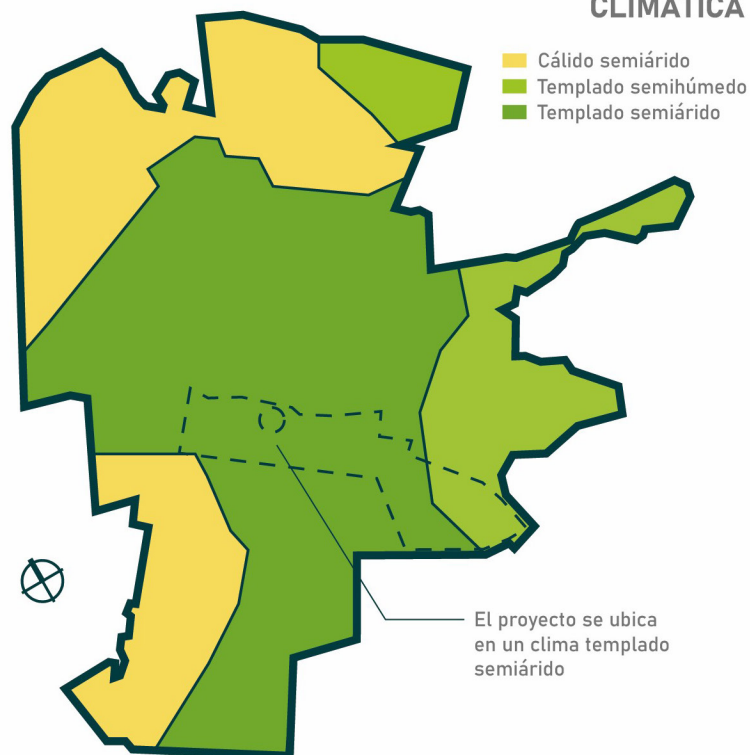 CLIMÁTICA
Cálido semiárido
Templado semihúmedo
Templado semiárido
El proyecto se ubica
en un clima templado
semiárido